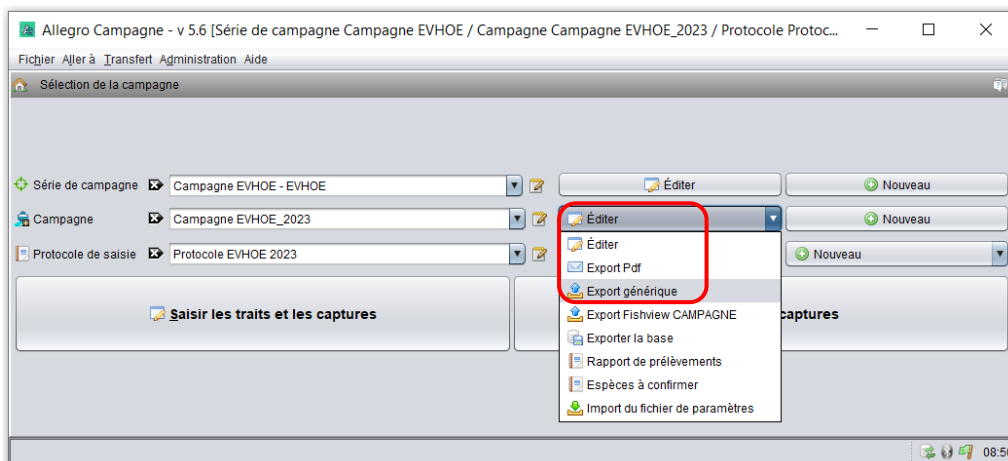 Allegro Campagne - v 5.6 [Série de campagne Campagne EVHOE / Campagne Campagne EVHOE_2023 / Protocole Protoc...
Fichier Aller à Transfert Administration Aide
Sélection de la campagne
Série de campagne Campagne EVHOE - EVHOE Éditer Nouveau
Campagne Campagne EVHOE_2023 Éditer Nouveau
Protocole de saisie Protocole EVHOE 2023 Éditer Nouveau
Export Pdf
Export générique
Saisir les traits et les captures Export Fishview CAMPAGNE captures
Exporter la base
Rapport de prélèvements
Espèces à confirmer
Import du fichier de paramètres
08:5